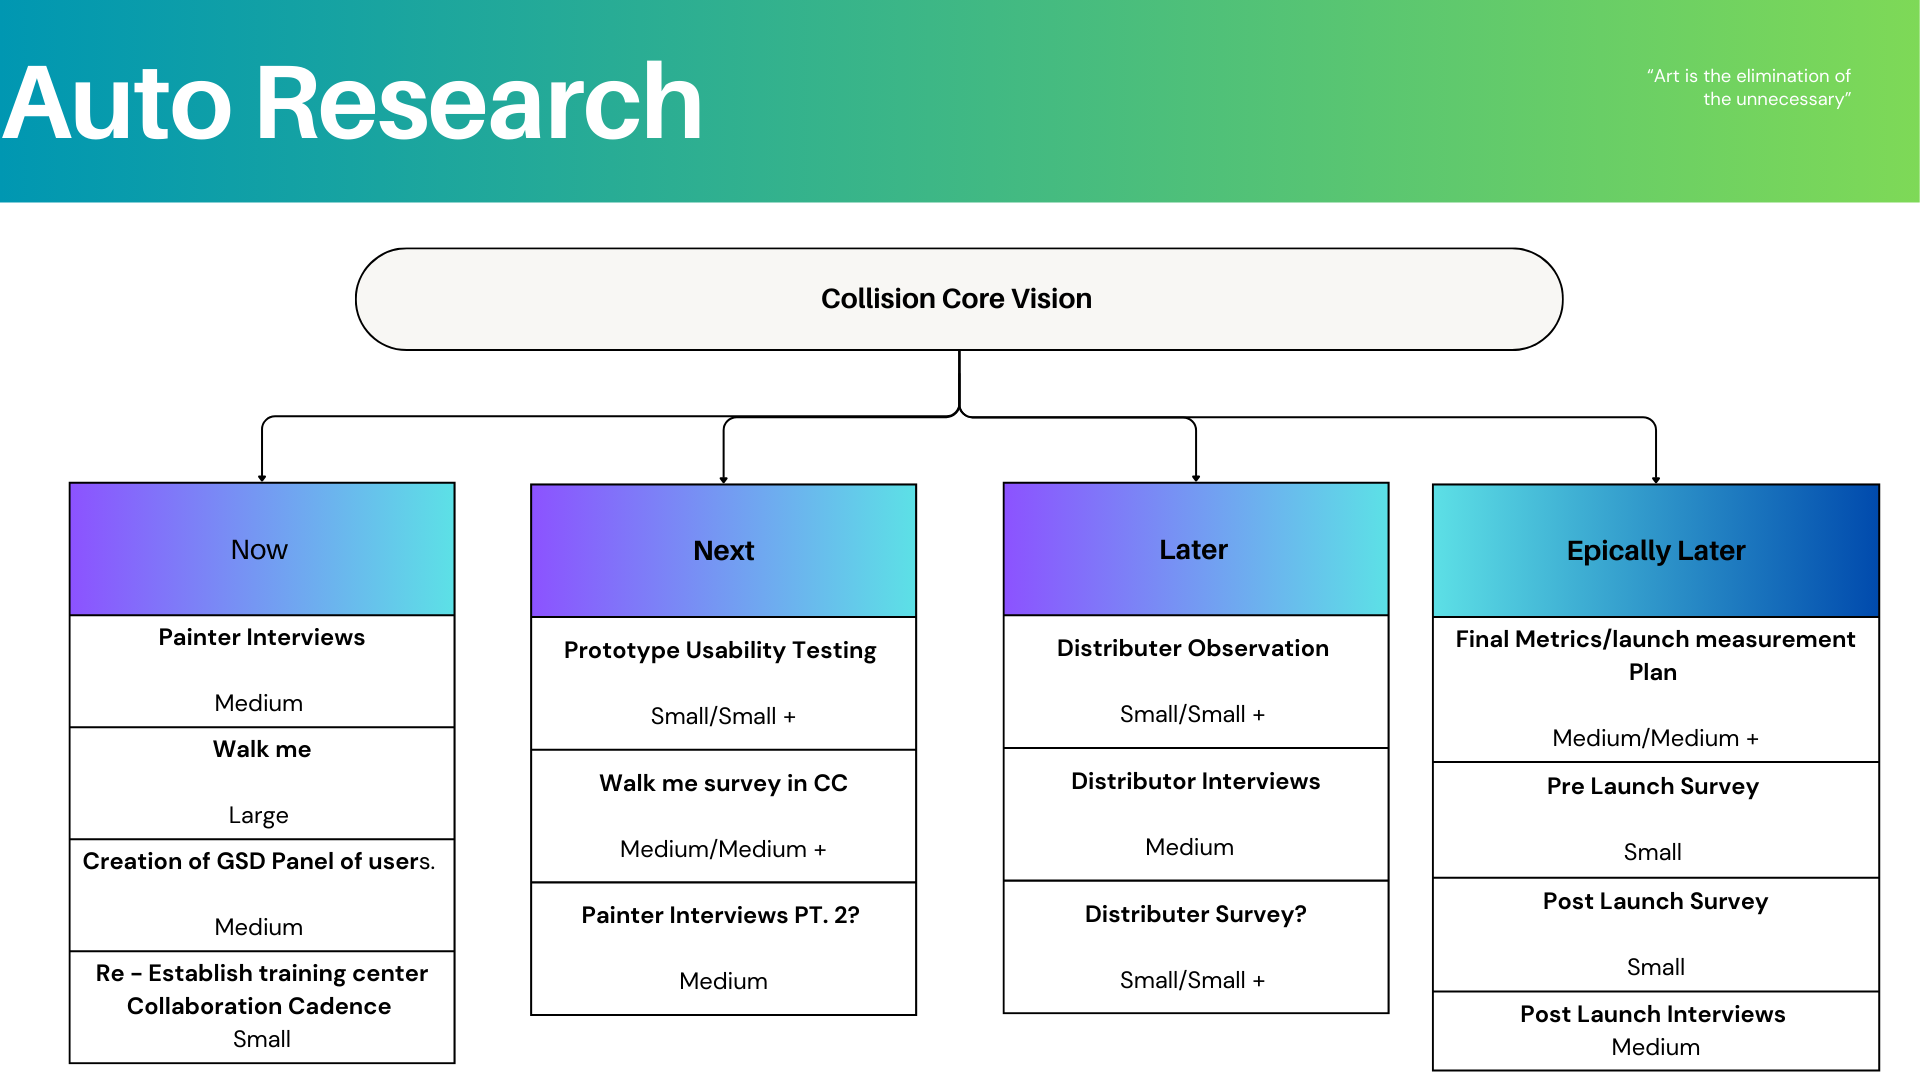 Auto Research
“Art is the elimination of
the unnecessary”
Collision Core Vision
Now
Painter Interviews
Medium
Walk me
Large
Creation of GSD Panel of users.
Medium
Re - Establish training center
Collaboration Cadence
Small
Next
Prototype Usability Testing
Small/Small +
Walk me survey in CC
Medium/Medium +
Painter Interviews PT. 2?
Medium
Later
Distributer Observation
Small/Small +
Distributor Interviews
Medium
Distributer Survey?
Small/Small +
Epically Later
Final Metrics/launch measurement
Plan
Medium/Medium +
Pre Launch Survey
Small
Post Launch Survey
Small
Post Launch Interviews
Medium